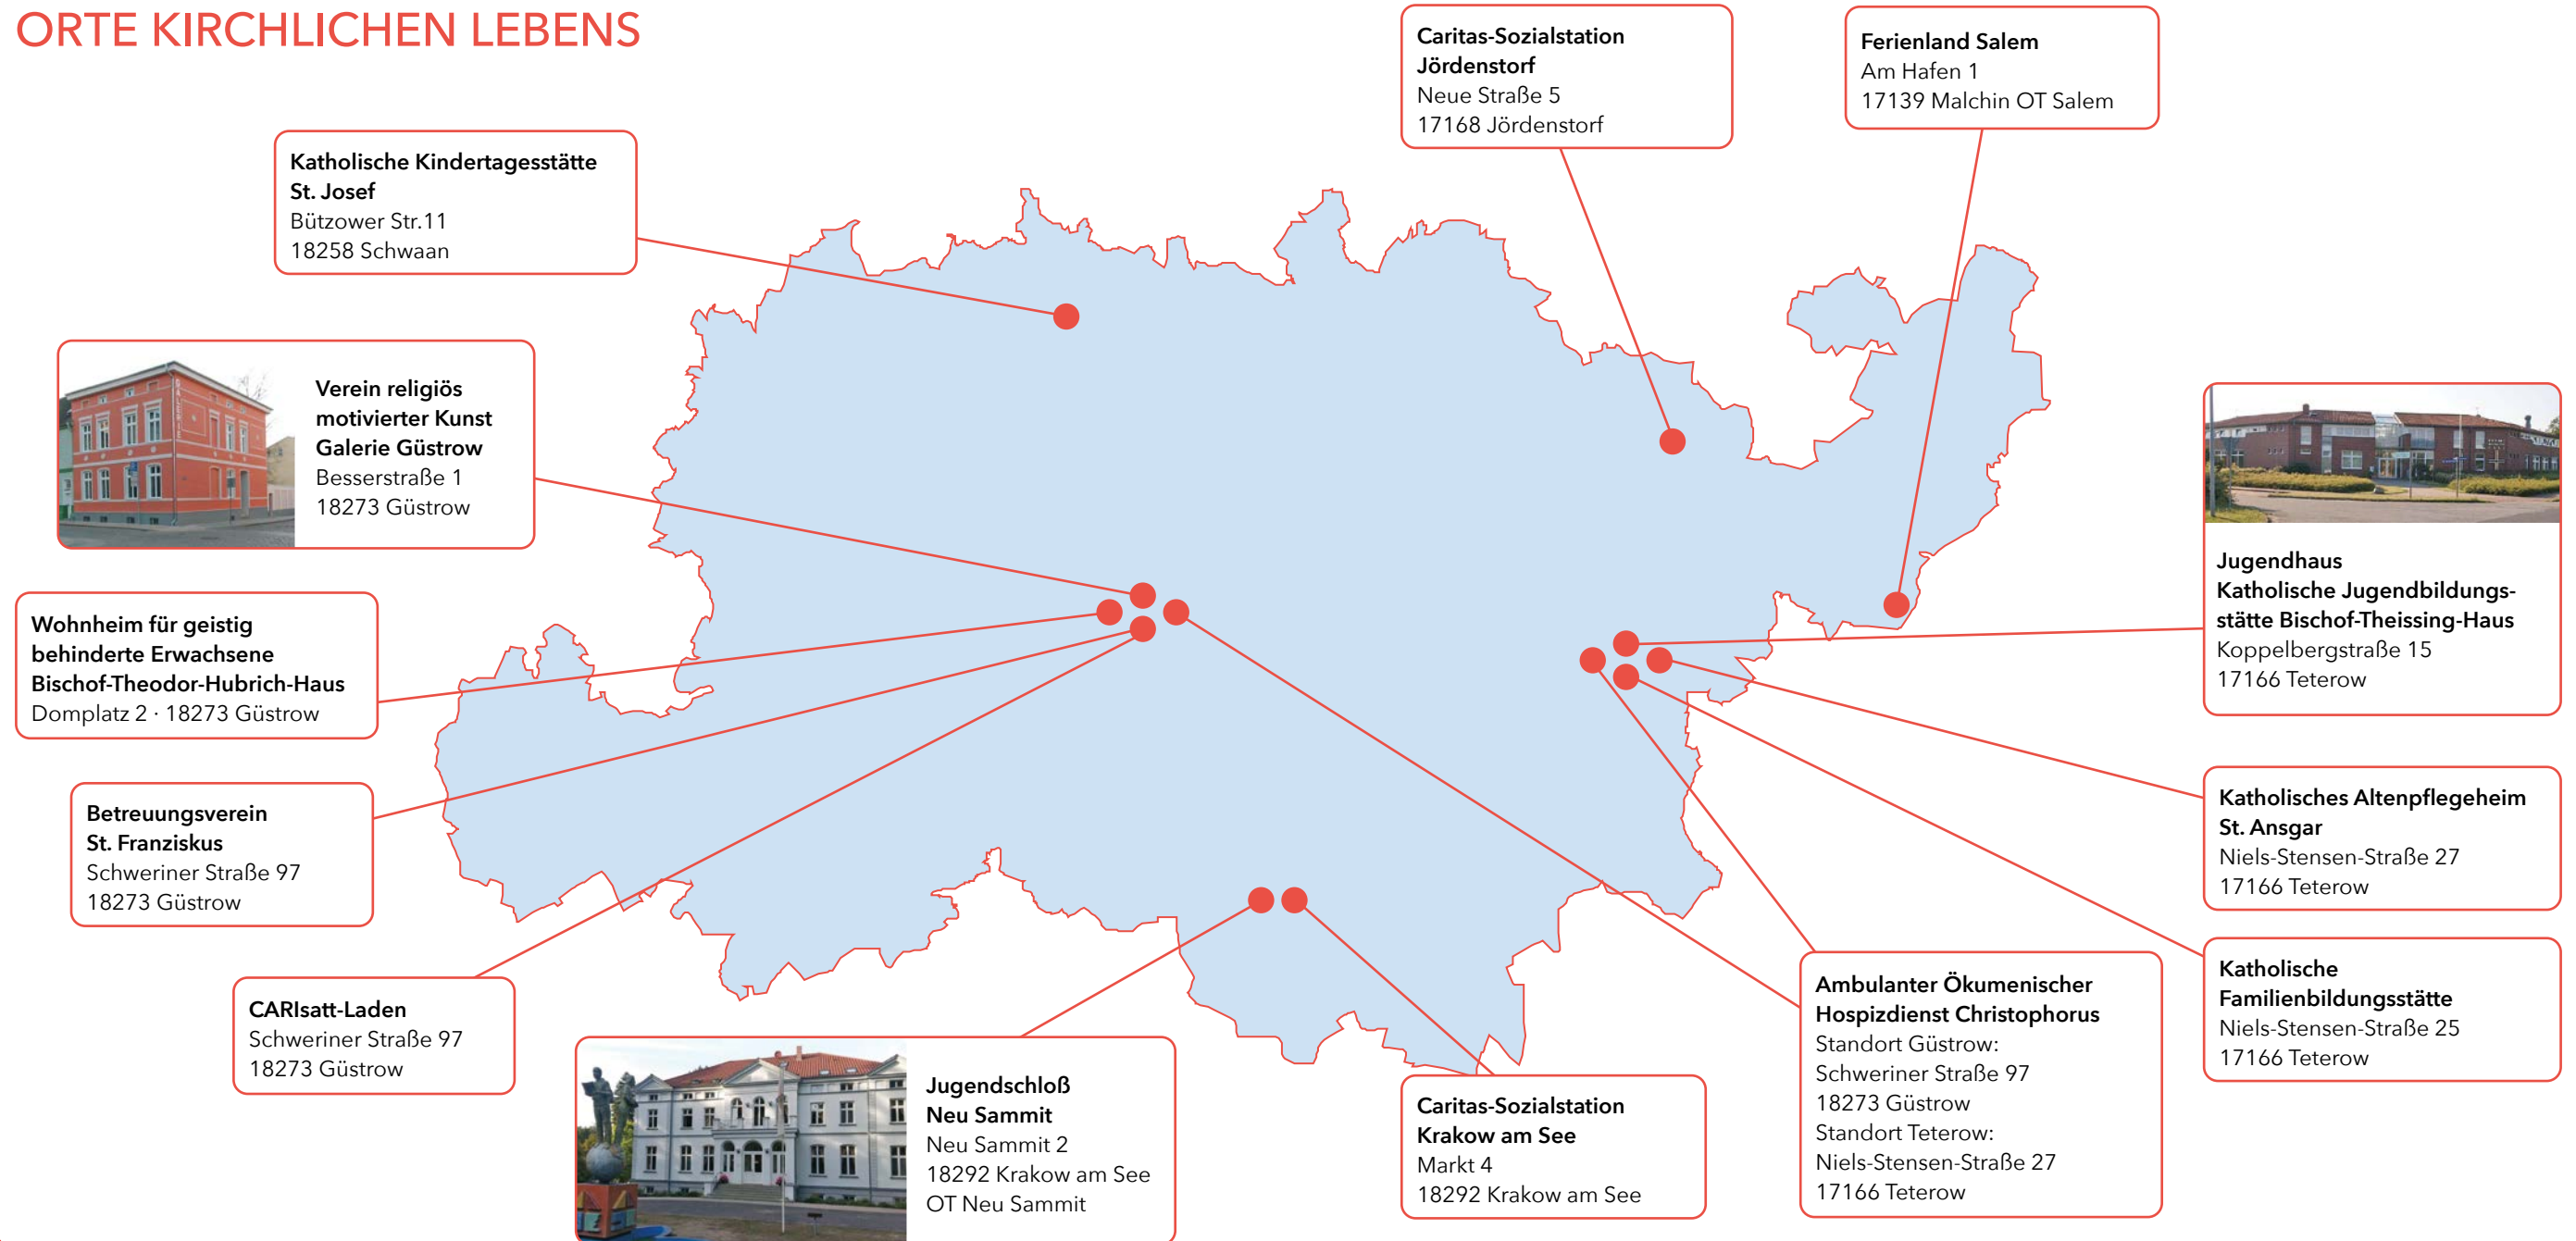 ORTE KIRCHLICHEN LEBENS
Caritas-Sozialstation
Jördenstorf
Neue Straße 5
17168 Jördenstorf
Ferienland Salem
Am Hafen 1
17139 Malchin OT Salem
Katholische Kindertagesstätte
St. Josef
Bützower Str.11
18258 Schwaan
Verein religiös
motivierter Kunst
Galerie Güstrow
Besserstraße 1
18273 Güstrow
Jugendhaus
Katholische Jugendbildungs-
stätte Bischof-Theissing-Haus
Koppelbergstraße 15
17166 Teterow
Wohnheim für geistig
behinderte Erwachsene
Bischof-Theodor-Hubrich-Haus
Domplatz 2 · 18273 Güstrow
Betreuungsverein
St. Franziskus
Schweriner Straße 97
18273 Güstrow
Katholisches Altenpflegeheim
St. Ansgar
Niels-Stensen-Straße 27
17166 Teterow
CARIsatt-Laden
Schweriner Straße 97
18273 Güstrow
Jugendschloß
Neu Sammit
Neu Sammit 2
18292 Krakow am See
OT Neu Sammit
Caritas-Sozialstation
Krakow am See
Markt 4
18292 Krakow am See
Ambulanter Ökumenischer
Hospizdienst Christophorus
Standort Güstrow:
Schweriner Straße 97
18273 Güstrow
Standort Teterow:
Niels-Stensen-Straße 27
17166 Teterow
Katholische
Familienbildungsstätte
Niels-Stensen-Straße 25
17166 Teterow